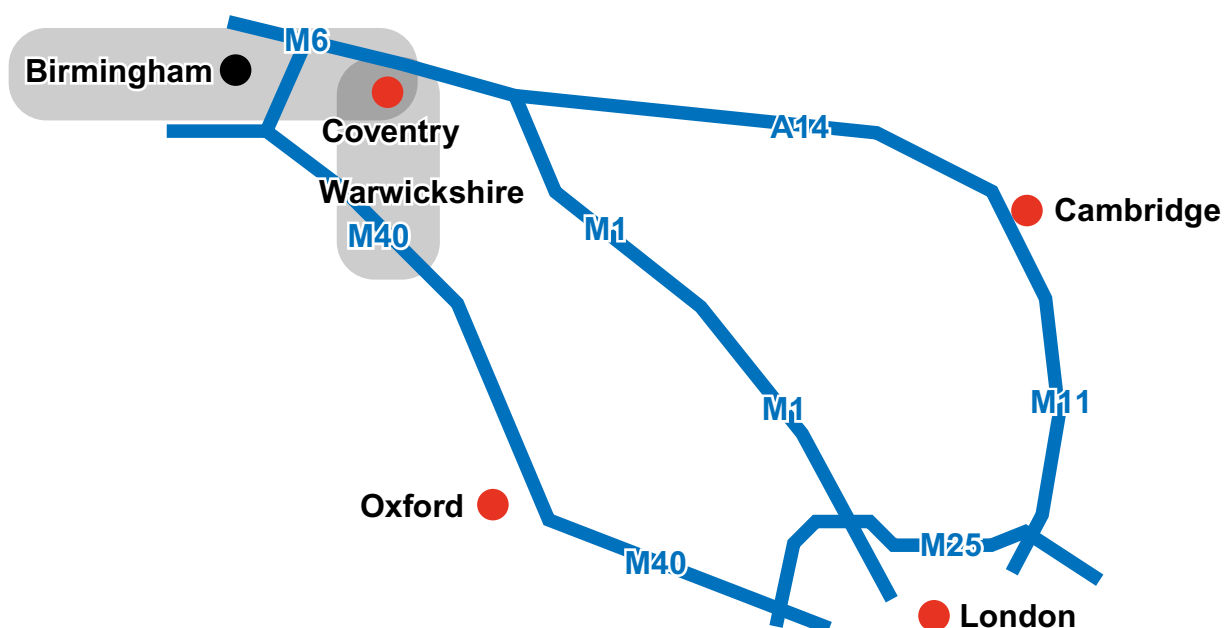 M6
Birmingham
Coventry
A14
Warwickshire
Cambridge
M1
M40
M11
M1
Oxford
M25
M40
London